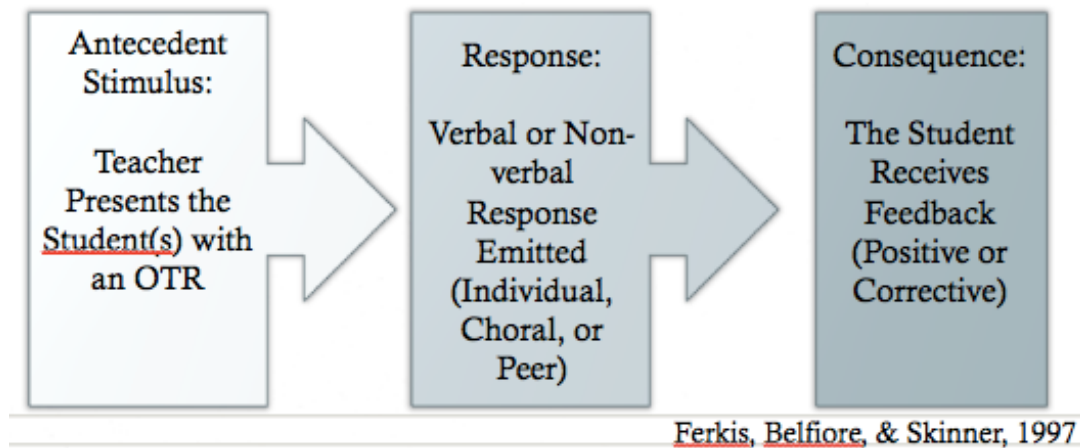 Antecedent
Stimulus:
Teacher
Presents the
Student(s) with
an OTR
Response:
Verbal or Non-
verbal
Response
Emitted
(Individual,
Choral, or
Peer)
Consequence:
The Student
Receives
Feedback
(Positive or
Corrective)
Ferkis, Belfiore, & Skinner, 1997